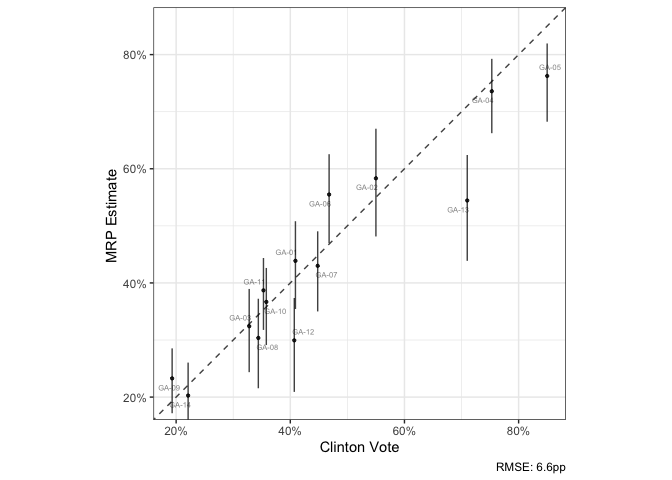 80%
60%
40%
20%
MRP Estimate
GA-05
GA-04
GA-02
GA-06
GA-13
GA-01
GA-07
GA-11
GA-10
GA-03
GA-12
GA-08
GA-09
GA-14
20%
40%
60%
80%
Clinton Vote
RMSE: 6.6pp